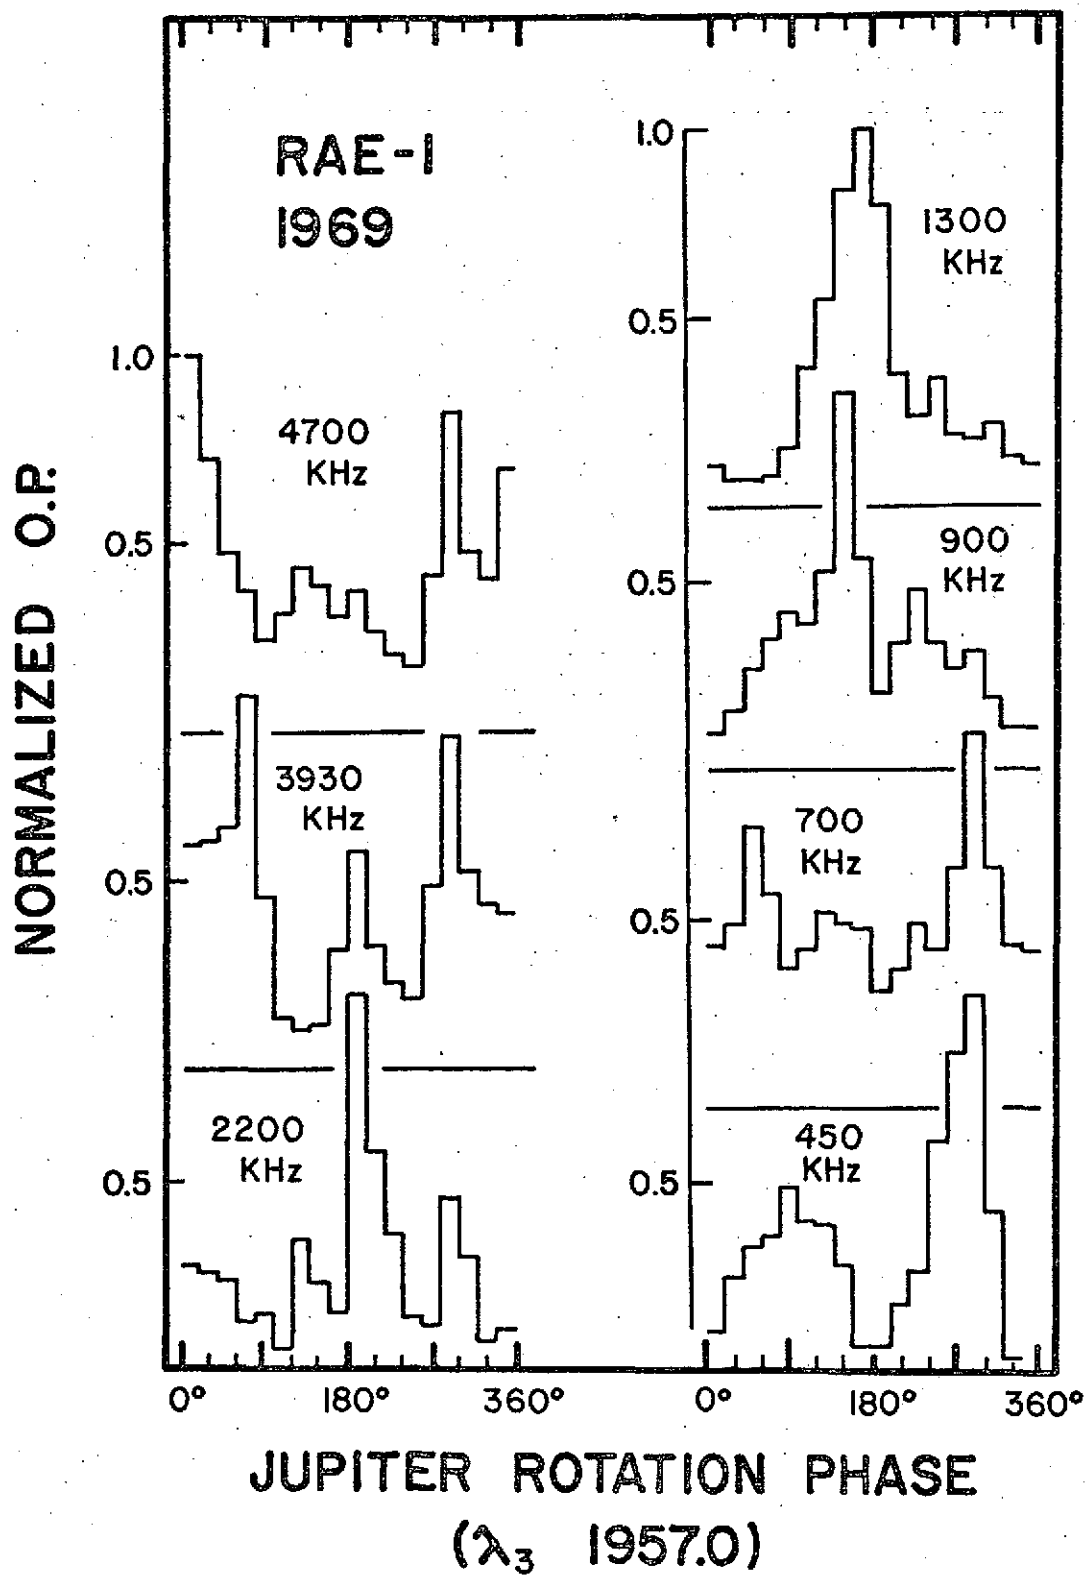 RAE-1
1969
NORMALIZED O.P.
1.0
4700
KHz
0.5
3930
KHz
0.5
2200
KHz
0.5
0° 180° 360°
1.0
1300
KHz
0.5
900
KHz
0.5
700
KHz
0.5
450
KHz
0.5
0° 180° 360°
JUPITER ROTATION PHASE
(λ3 1957.0)